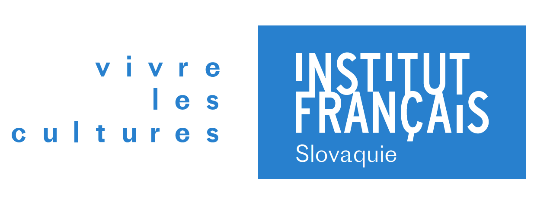 vivre
les
cultures
INSTITUT
FRANÇAIS
Slovaquie